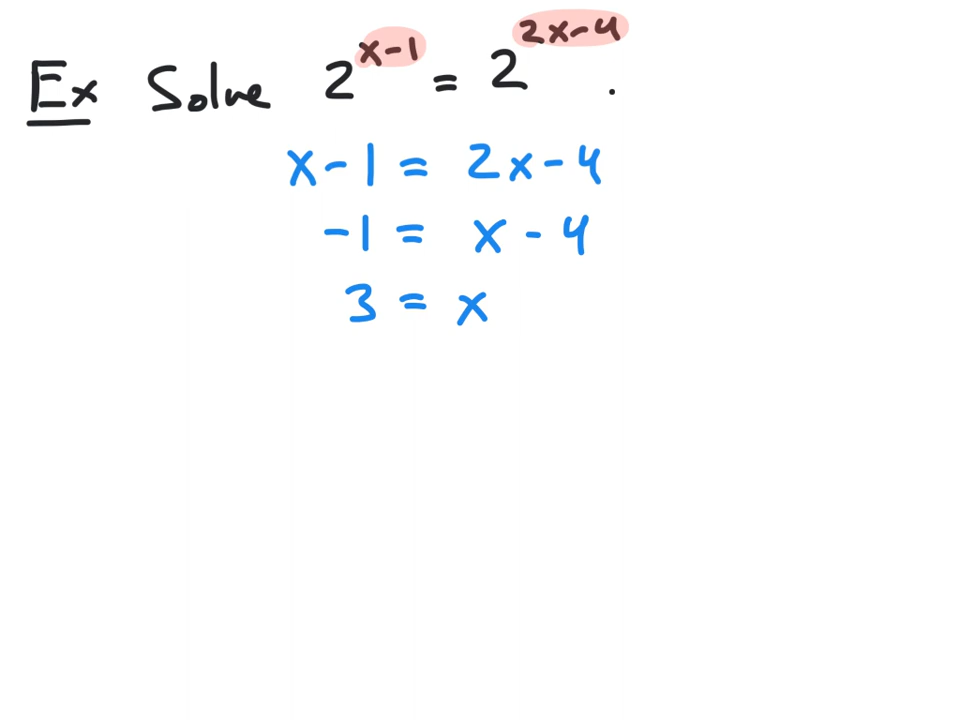 Ex Solve 2^{x-1} = 2^{2x-4}.
x-1 = 2x-4
-1 = x-4
3 = x